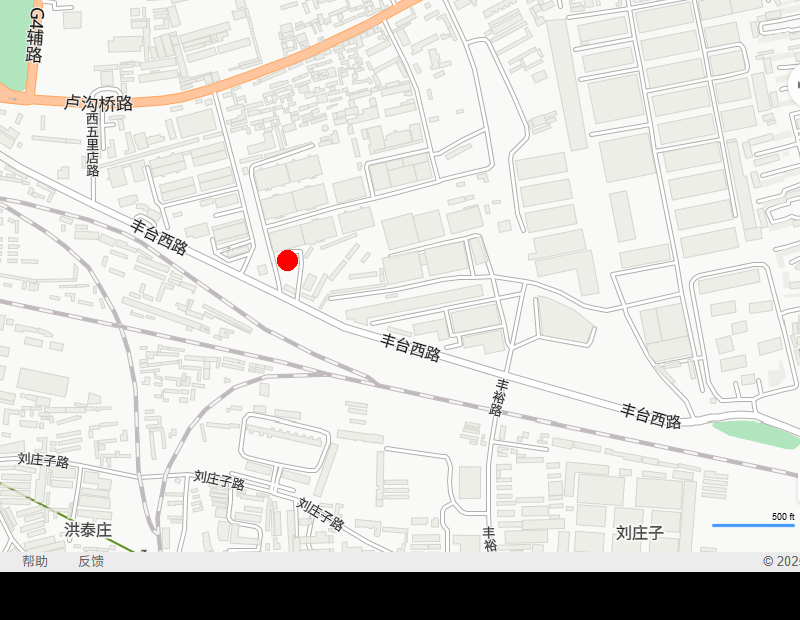 G4辅路
卢沟桥路
西五里店路
丰台西路
丰台西路
丰裕路
丰台西路
刘庄子路
刘庄子路
刘庄子路
洪泰庄
丰裕
刘庄子
500 ft
帮助 反馈 © 202